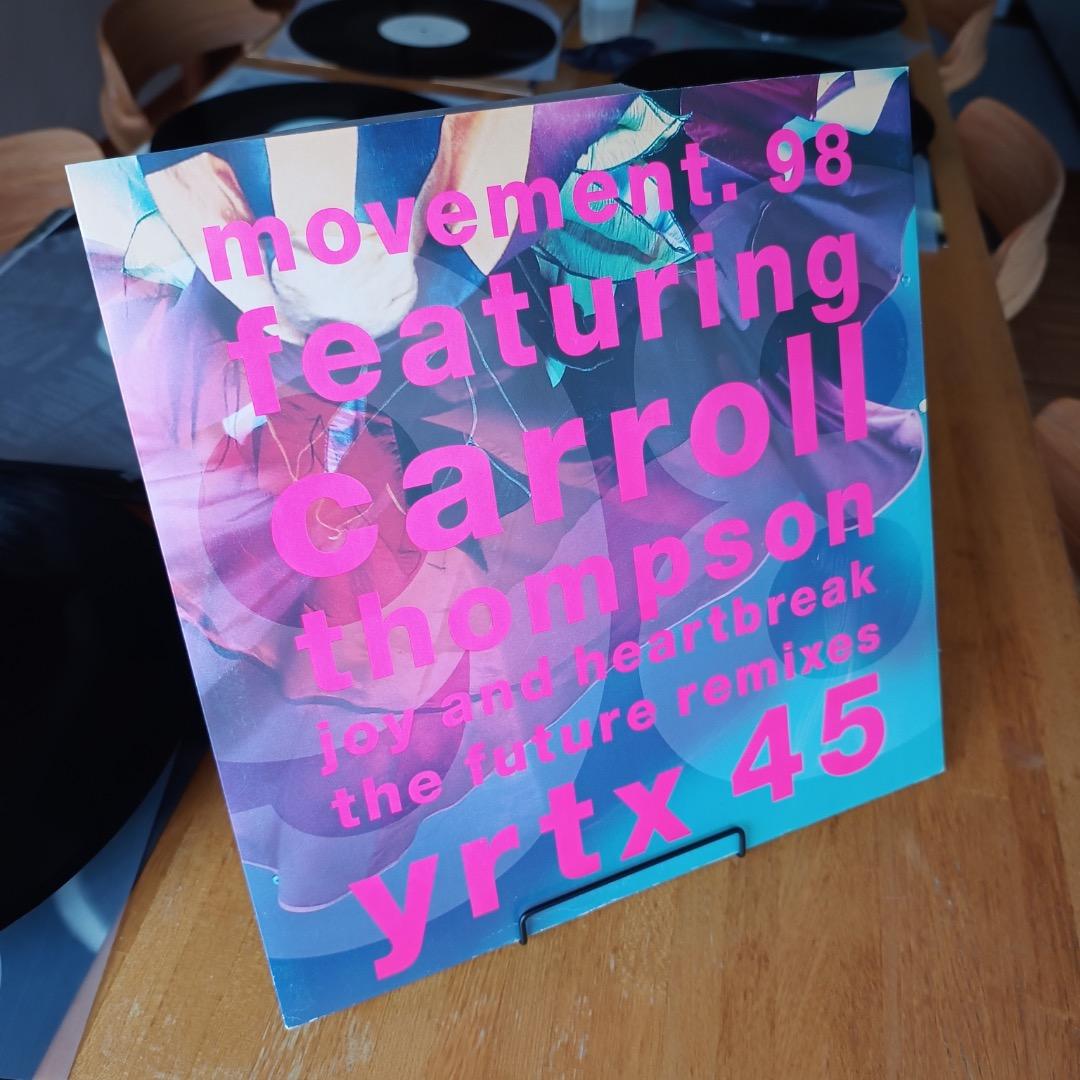 movement. 98
featuring
carroll
thompson
joy and heartbreak
the future remixes
yrtx 45